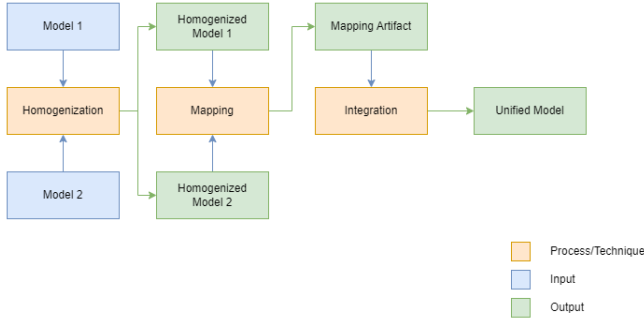 Model 1
Homogenized
Model 1
Mapping Artifact
Homogenization
Mapping
Integration
Unified Model
Model 2
Homogenized
Model 2
Process/Technique
Input
Output